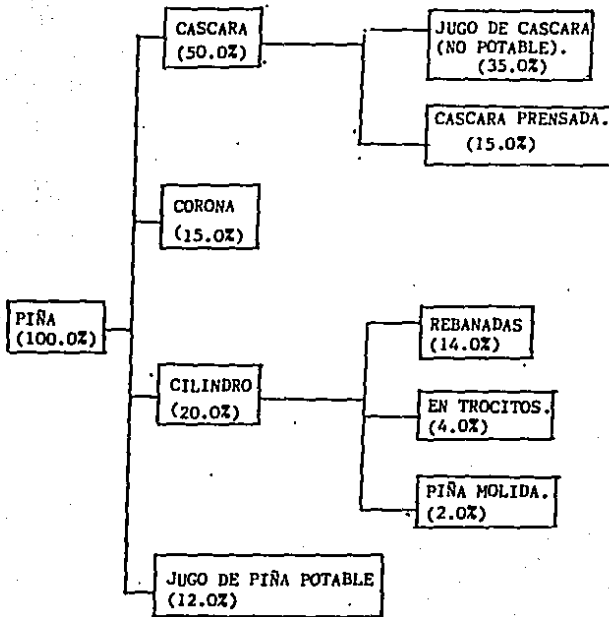 CASCARA
(50.0%)
JUGO DE CASCARA
(NO POTABLE).
(35.0%)
CASCARA PRENSADA.
(15.0%)
CORONA
(15.0%)
PIÑA
(100.0%)
CILINDRO
(20.0%)
REBANADAS
(14.0%)
EN TROCITOS.
(4.0%)
PIÑA MOLIDA.
(2.0%)
JUGO DE PIÑA POTABLE
(12.0%)